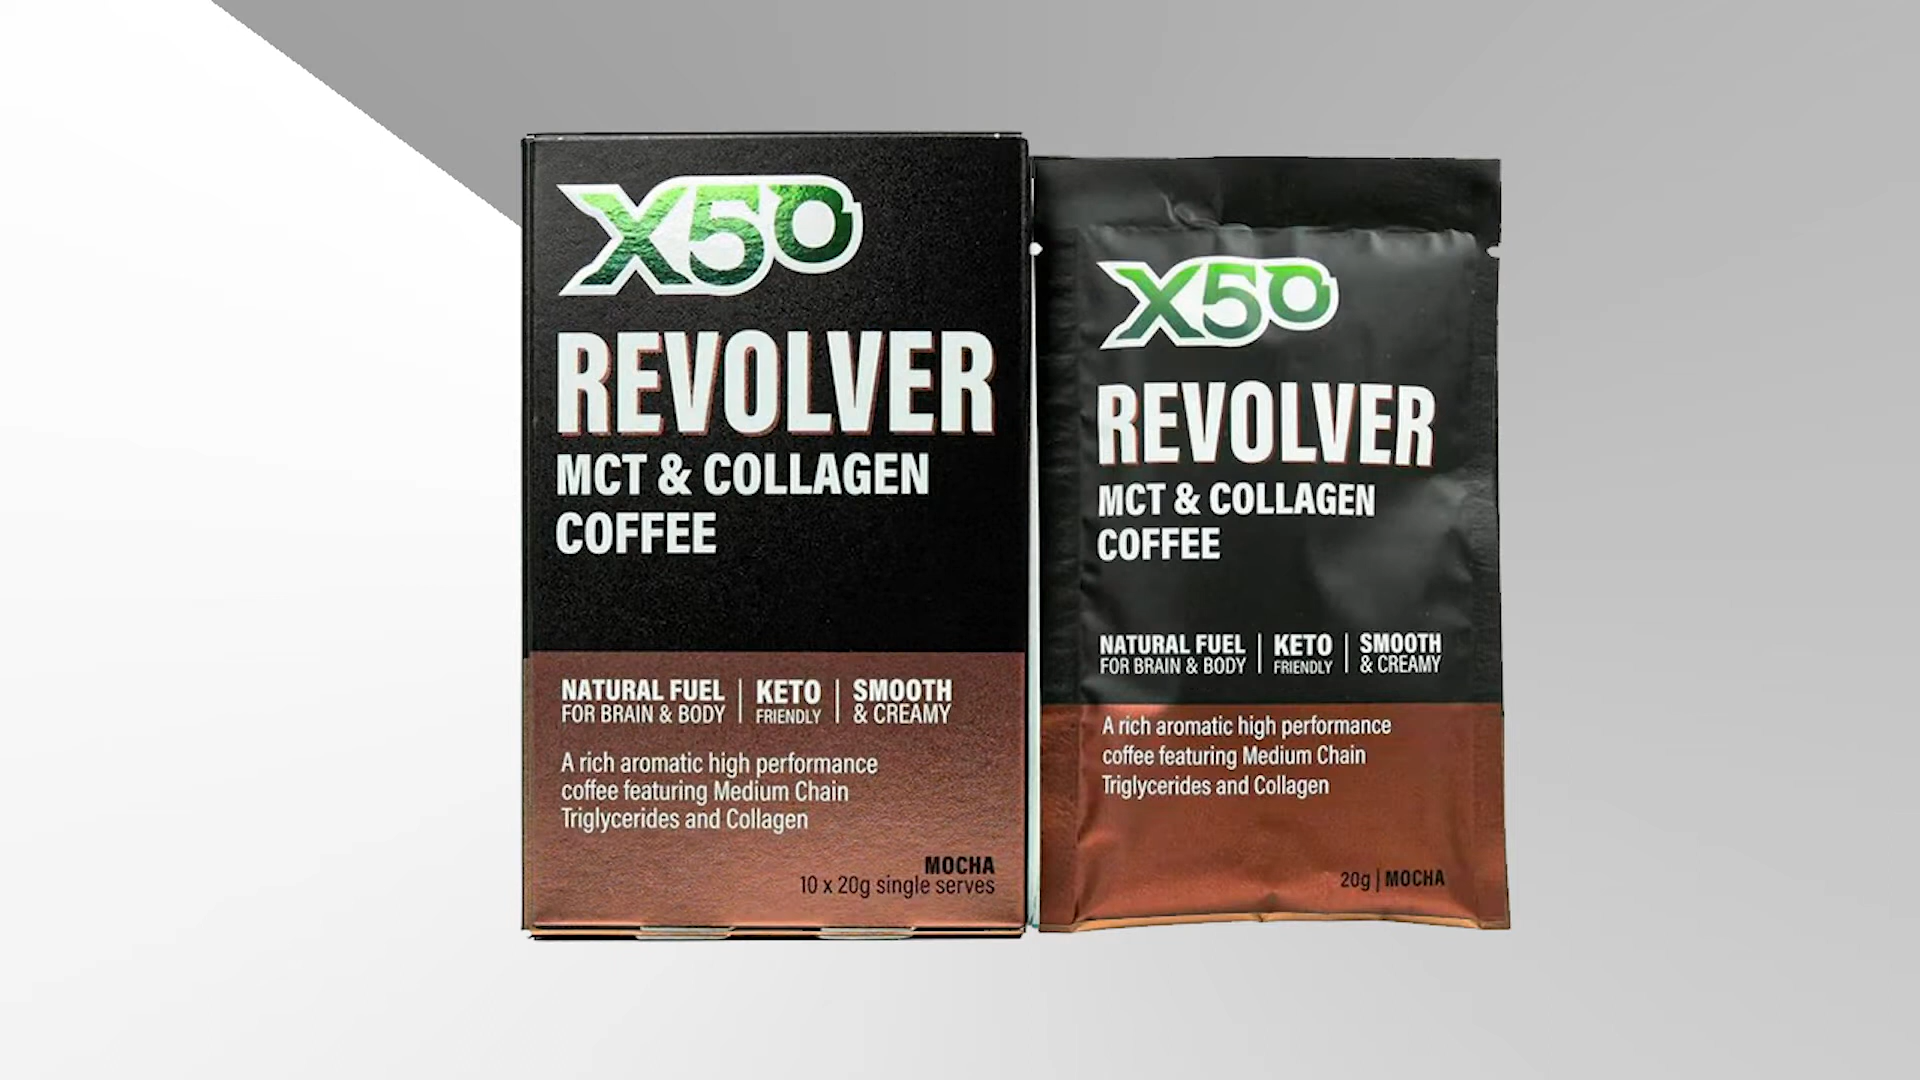 X50
REVOLVER
MCT & COLLAGEN
COFFEE
NATURAL FUEL
FOR BRAIN & BODY
KETO
FRIENDLY
SMOOTH
& CREAMY
A rich aromatic high performance
coffee featuring Medium Chain
Triglycerides and Collagen
MOCHA
10 x 20g single serves
X50
REVOLVER
MCT & COLLAGEN
COFFEE
NATURAL FUEL
FOR BRAIN & BODY
KETO
FRIENDLY
SMOOTH
& CREAMY
A rich aromatic high performance
coffee featuring Medium Chain
Triglycerides and Collagen
20g | MOCHA